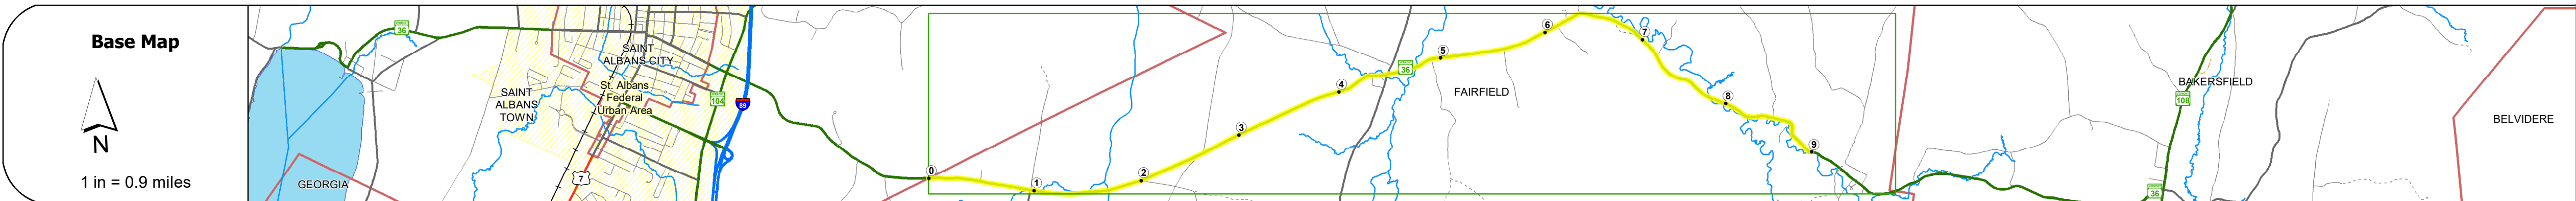 Base Map
N
1 in = 0.9 miles
36
SAINT
ALBANS CITY
St. Albans
Federal
Urban Area
SAINT
ALBANS
TOWN
104
89
7
GEORGIA
0
1
2
3
4
36
5
6
7
8
9
FAIRFIELD
BAKERSFIELD
108
36
BELVIDERE